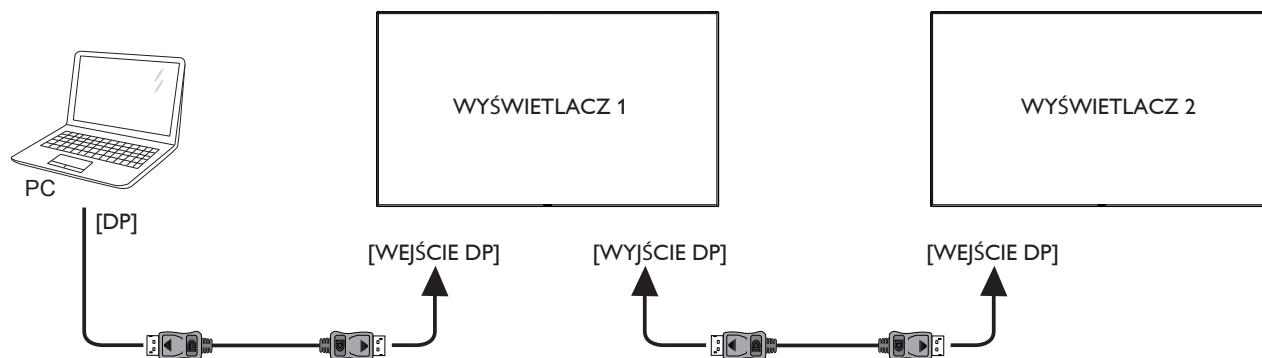 WYŚWIETLACZ 1
WYŚWIETLACZ 2
PC
[DP]
[WEJŚCIE DP]
[WYJŚCIE DP]
[WEJŚCIE DP]